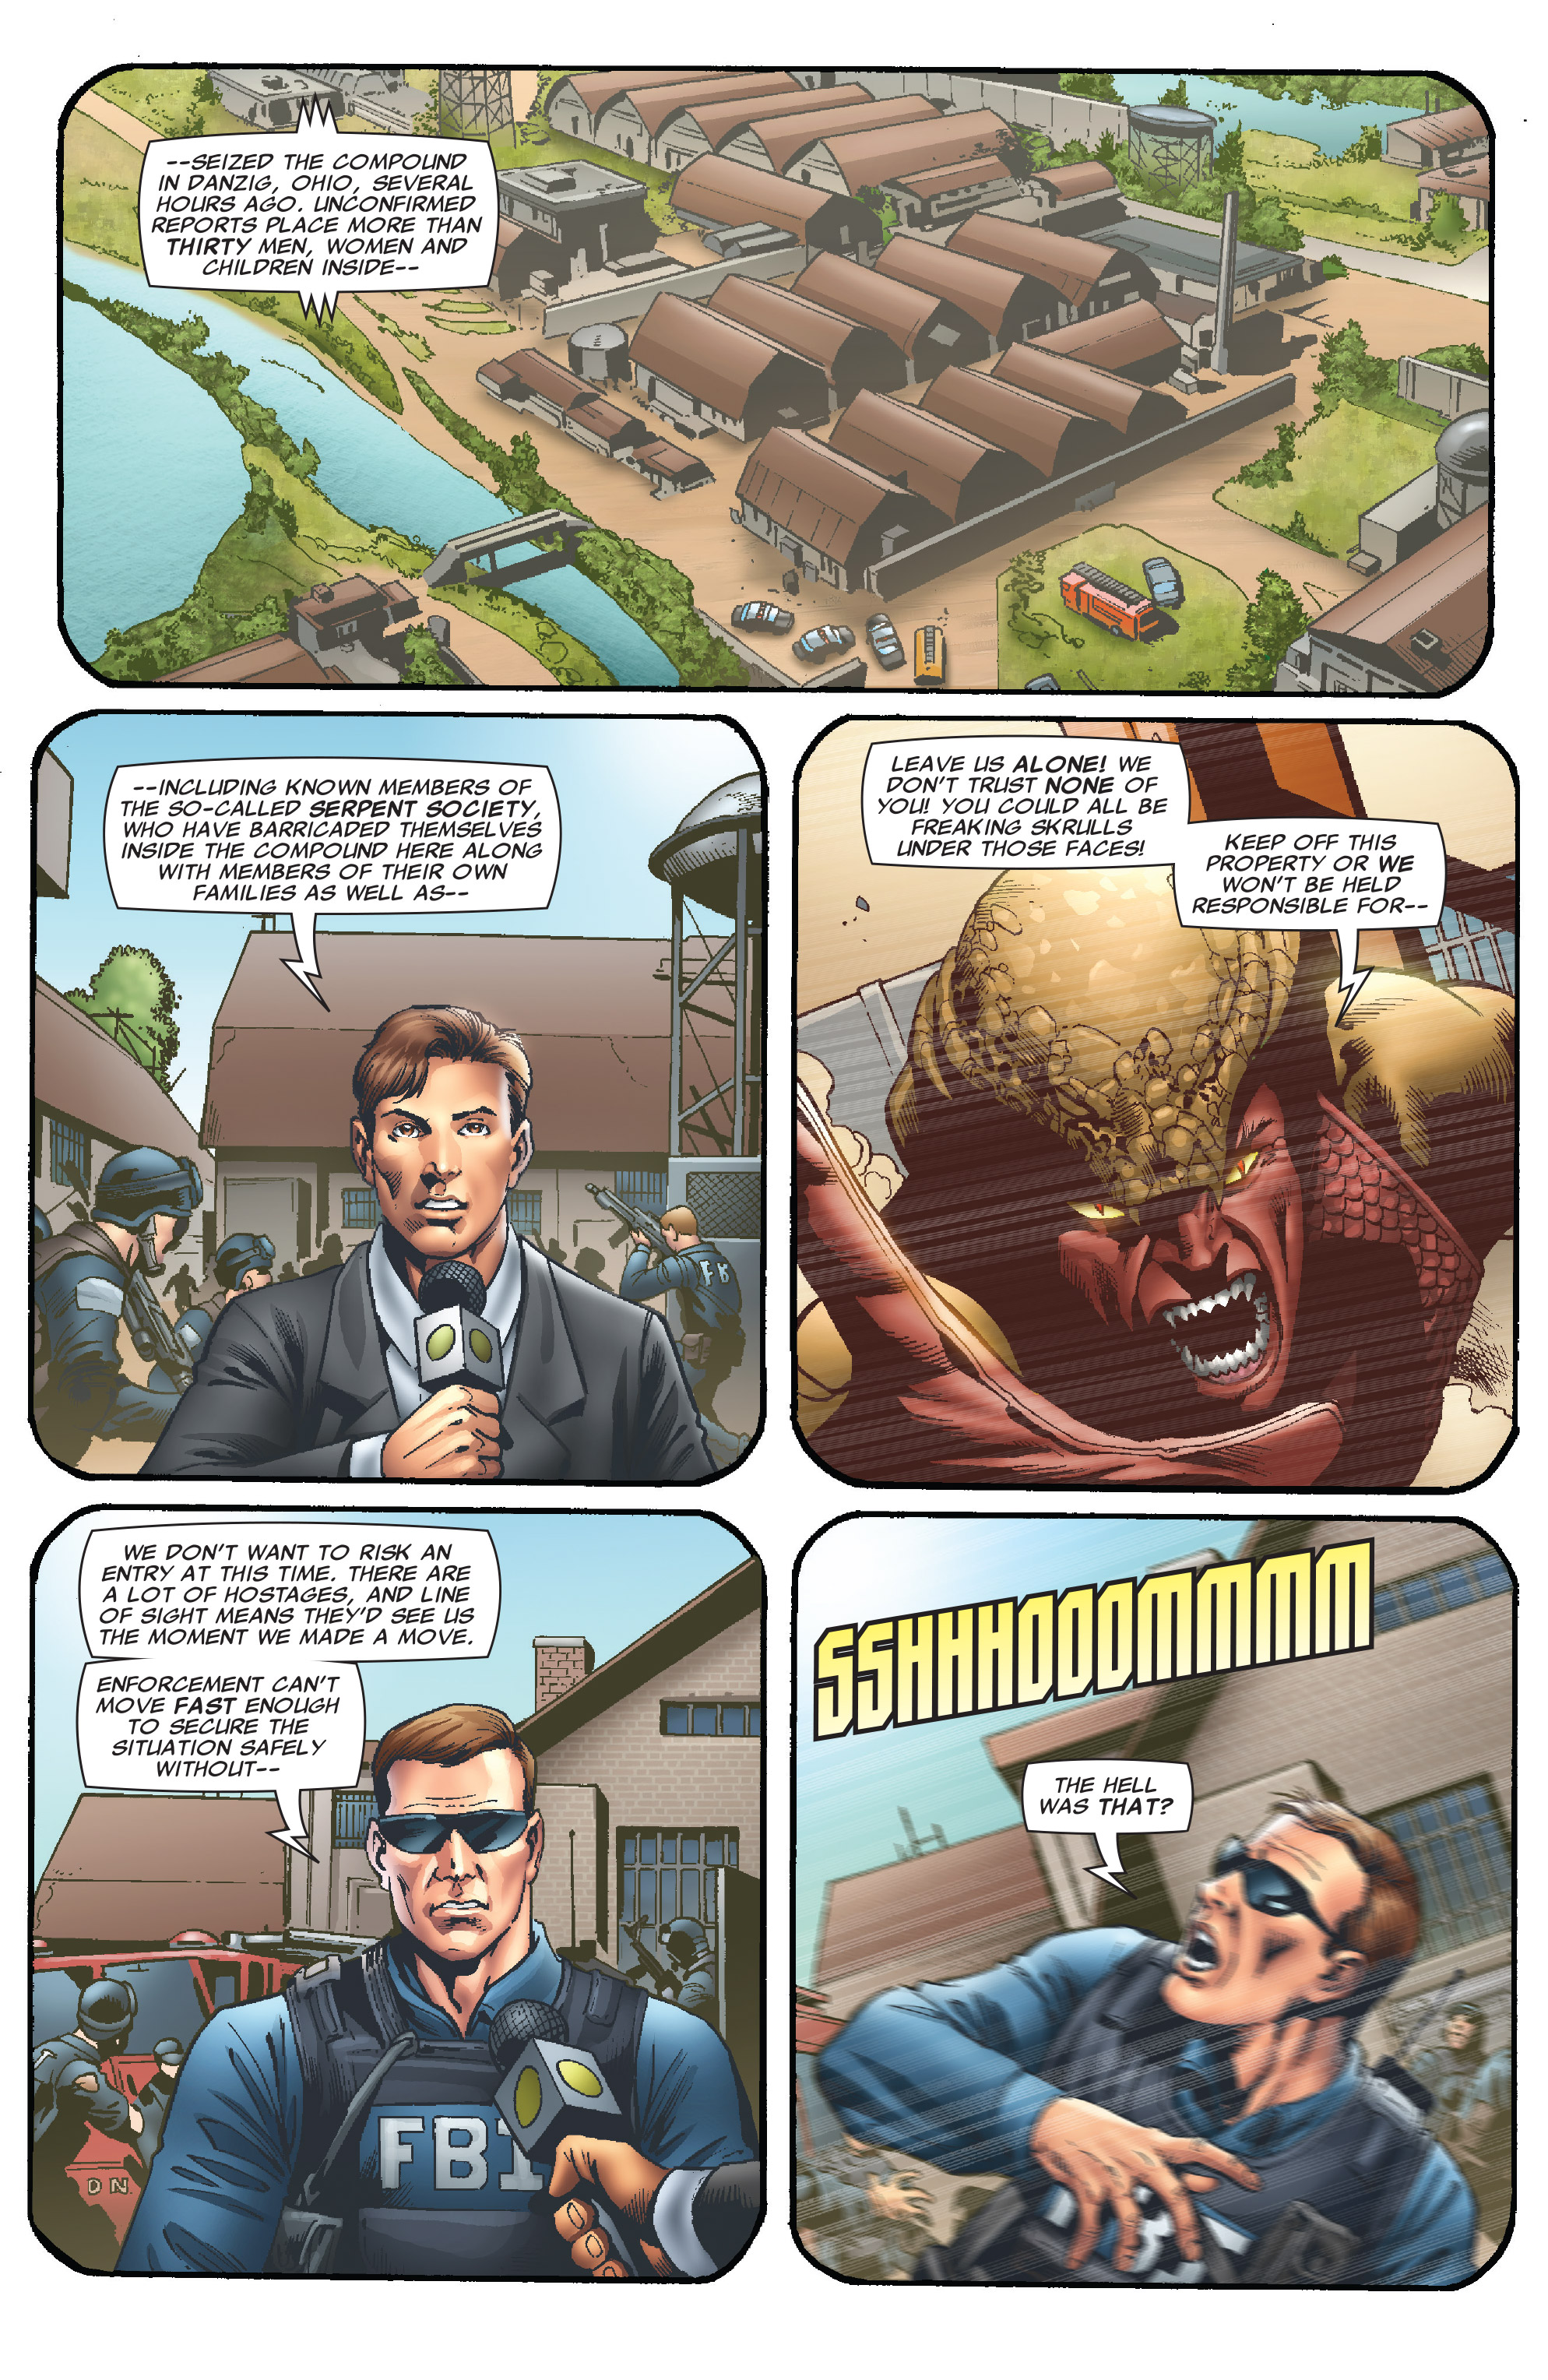 --SEIZED THE COMPOUND
IN DANZIG, OHIO, SEVERAL
HOURS AGO. UNCONFIRMED
REPORTS PLACE MORE THAN
THIRTY MEN, WOMEN AND
CHILDREN INSIDE--
--INCLUDING KNOWN MEMBERS OF
THE SO-CALLED SERPENT SOCIETY,
WHO HAVE BARRICADED THEMSELVES
INSIDE THE COMPOUND HERE ALONG
WITH MEMBERS OF THEIR OWN
FAMILIES AS WELL AS--
FB
LEAVE US ALONE! WE
DON'T TRUST NONE OF
YOU! YOU COULD ALL BE
FREAKING SKRULLS
UNDER THOSE FACES!
KEEP OFF THIS
PROPERTY OR WE
WON'T BE HELD
RESPONSIBLE FOR--
WE DON'T WANT TO RISK AN
ENTRY AT THIS TIME. THERE ARE
A LOT OF HOSTAGES, AND LINE
OF SIGHT MEANS THEY'D SEE US
THE MOMENT WE MADE A MOVE.
ENFORCEMENT CAN'T
MOVE FAST ENOUGH
TO SECURE THE
SITUATION SAFELY
WITHOUT--
FBI
D N
SSHHHOOOMMMM
THE HELL
WAS THAT?